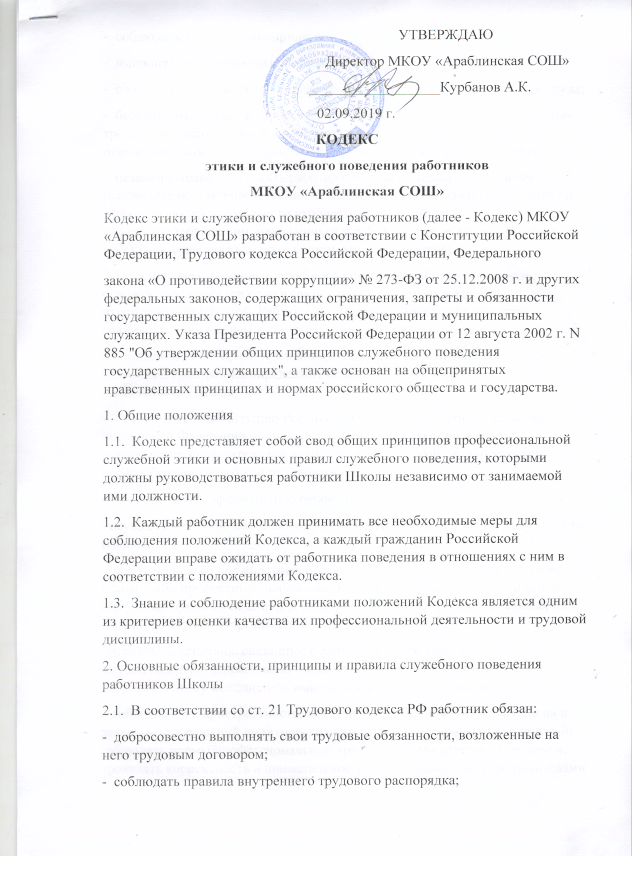 УТВЕРЖДАЮ
Директор МКОУ «Араблинская СОШ»
Курбанов А.К.
02.09.2019 г.
КОДЕКС
этики и служебного поведения работников
МКОУ «Араблинская СОШ»
Кодекс этики и служебного поведения работников (далее - Кодекс) МКОУ
«Араблинская СОШ» разработан в соответствии с Конституции Российской
Федерации, Трудового кодекса Российской Федерации, Федерального
закона «О противодействии коррупции» № 273-ФЗ от 25.12.2008 г. и других
федеральных законов, содержащих ограничения, запреты и обязанности
государственных служащих Российской Федерации и муниципальных
служащих. Указа Президента Российской Федерации от 12 августа 2002 г. N
885 "Об утверждении общих принципов служебного поведения
государственных служащих", а также основан на общепринятых
нравственных принципах и нормах российского общества и государства.
1. Общие положения
1.1. Кодекс представляет собой свод общих принципов профессиональной
служебной этики и основных правил служебного поведения, которыми
должны руководствоваться работники Школы независимо от занимаемой
ими должности.
1.2. Каждый работник должен принимать все необходимые меры для
соблюдения положений Кодекса, а каждый гражданин Российской
Федерации вправе ожидать от работника поведения в отношениях с ним в
соответствии с положениями Кодекса.
1.3. Знание и соблюдение работниками положений Кодекса является одним
из критериев оценки качества их профессиональной деятельности и трудовой
дисциплины.
2. Основные обязанности, принципы и правила служебного поведения
работников Школы
2.1. В соответствии со ст. 21 Трудового кодекса РФ работник обязан:
- добросовестно выполнять свои трудовые обязанности, возложенные на
него трудовым договором;
- соблюдать правила внутреннего трудового распорядка;